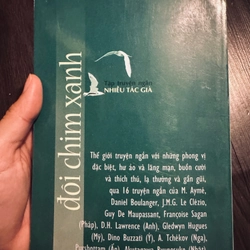 đôi chim xanh
Tập truyện ngắn
NHIỀU TÁC GIẢ
Thế giới truyện ngắn với những phong vị
đặc biệt, hư ảo và lãng mạn, buồn cười
và thích thú, lạ thường và gần gũi,
qua 16 truyện ngắn của M. Aymé,
Daniel Boulanger, J.M.G. Le Clézio,
Guy De Maupassant, Françoise Sagan
(Pháp), D.H. Lawrence (Anh), Gledwyn Hugues
(Mỹ), Dino Buzzati (Ý), A. Tchékov (Nga),